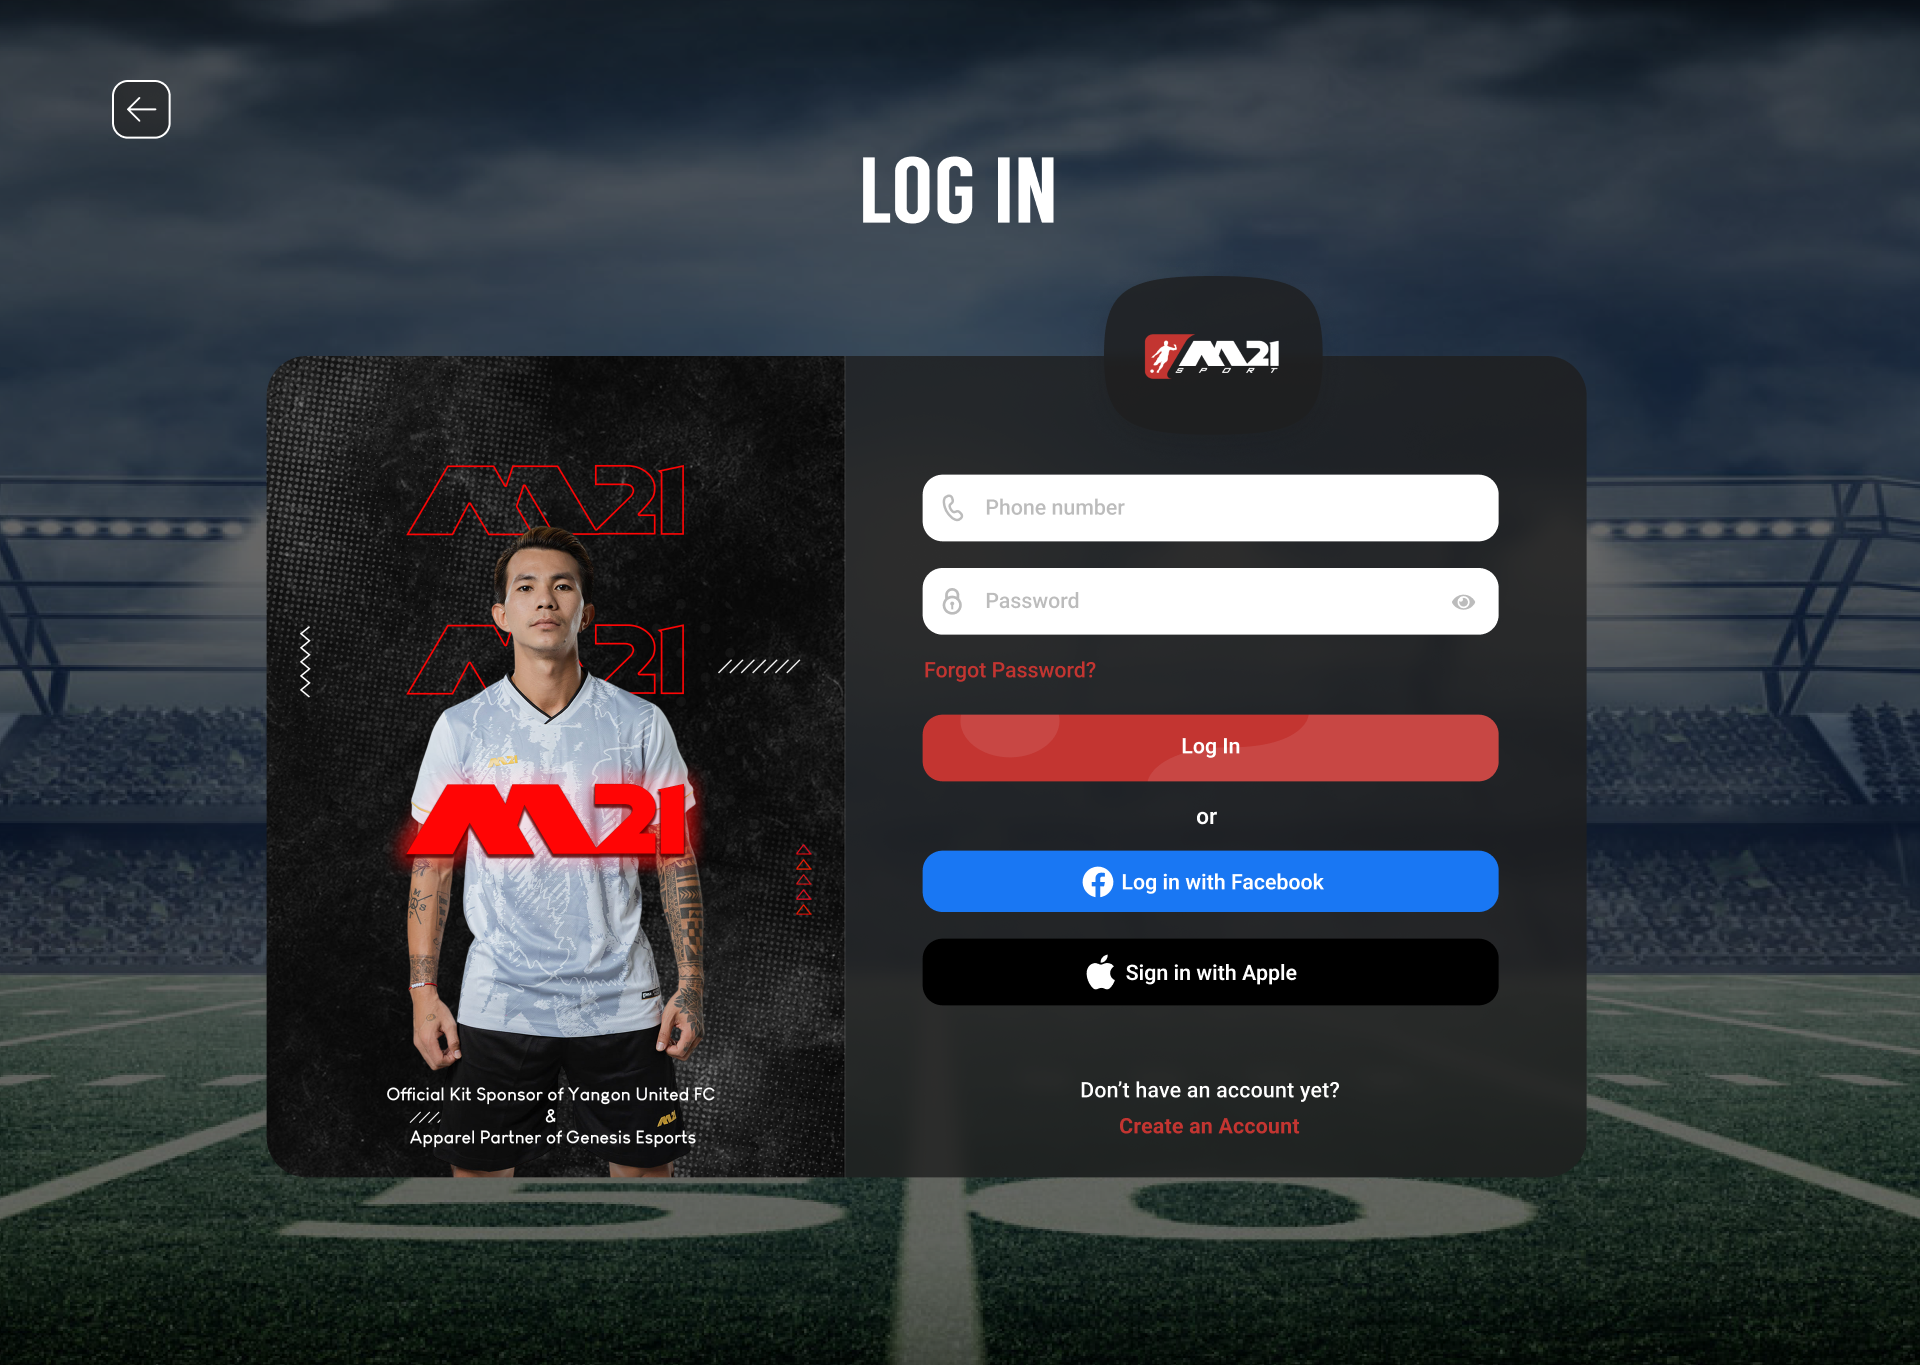 LOG IN
M21
SPORT
M21
M21
M21
M21
Official Kit Sponsor of Yangon United FC
&
Apparel Partner of Genesis Esports
Phone number
Password
Forgot Password?
Log In
or
Log in with Facebook
Sign in with Apple
Don't have an account yet?
Create an Account
50